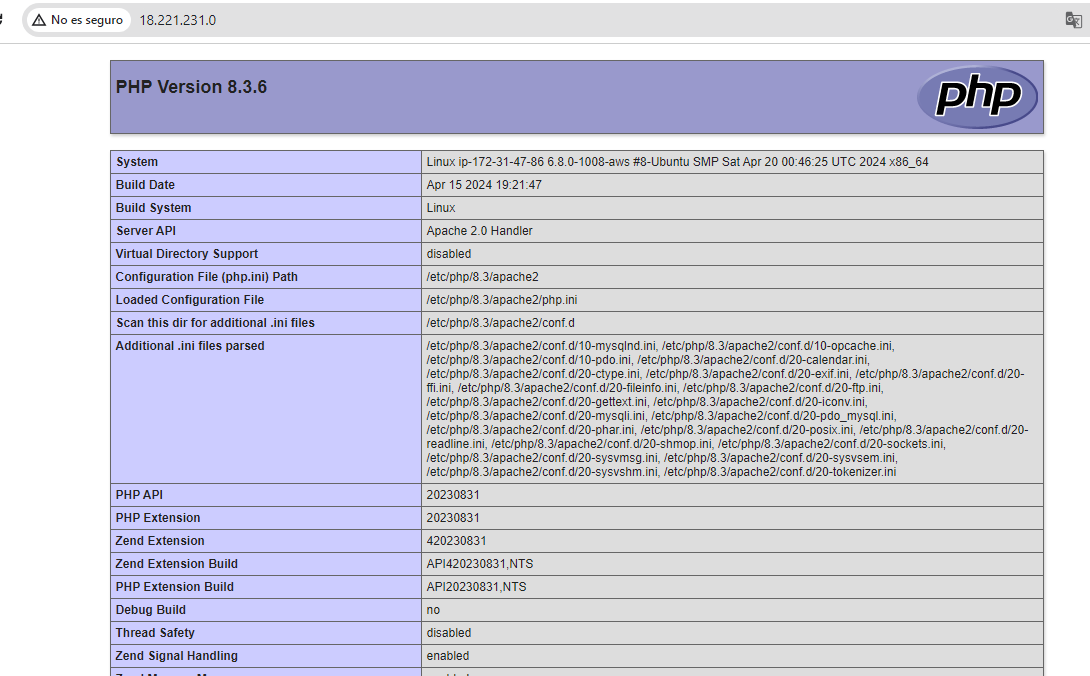 No es seguro 18.221.231.0
PHP Version 8.3.6
php
System Linux ip-172-31-47-86 6.8.0-1008-aws #8-Ubuntu SMP Sat Apr 20 00:46:25 UTC 2024 x86_64
Build Date Apr 15 2024 19:21:47
Build System Linux
Server API Apache 2.0 Handler
Virtual Directory Support disabled
Configuration File (php.ini) Path /etc/php/8.3/apache2
Loaded Configuration File /etc/php/8.3/apache2/php.ini
Scan this dir for additional .ini files /etc/php/8.3/apache2/conf.d
Additional .ini files parsed /etc/php/8.3/apache2/conf.d/10-mysqlnd.ini, /etc/php/8.3/apache2/conf.d/10-opcache.ini,
/etc/php/8.3/apache2/conf.d/10-pdo.ini, /etc/php/8.3/apache2/conf.d/20-calendar.ini,
/etc/php/8.3/apache2/conf.d/20-ctype.ini, /etc/php/8.3/apache2/conf.d/20-exif.ini, /etc/php/8.3/apache2/conf.d/20-
ffi.ini, /etc/php/8.3/apache2/conf.d/20-fileinfo.ini, /etc/php/8.3/apache2/conf.d/20-ftp.ini,
/etc/php/8.3/apache2/conf.d/20-gettext.ini, /etc/php/8.3/apache2/conf.d/20-iconv.ini,
/etc/php/8.3/apache2/conf.d/20-mysqli.ini, /etc/php/8.3/apache2/conf.d/20-pdo_mysql.ini,
/etc/php/8.3/apache2/conf.d/20-phar.ini, /etc/php/8.3/apache2/conf.d/20-posix.ini, /etc/php/8.3/apache2/conf.d/20-
readline.ini, /etc/php/8.3/apache2/conf.d/20-shmop.ini, /etc/php/8.3/apache2/conf.d/20-sockets.ini,
/etc/php/8.3/apache2/conf.d/20-sysvmsg.ini, /etc/php/8.3/apache2/conf.d/20-sysvsem.ini,
/etc/php/8.3/apache2/conf.d/20-sysvshm.ini, /etc/php/8.3/apache2/conf.d/20-tokenizer.ini
PHP API 20230831
PHP Extension 20230831
Zend Extension 420230831
Zend Extension Build API420230831,NTS
PHP Extension Build API20230831,NTS
Debug Build no
Thread Safety disabled
Zend Signal Handling enabled